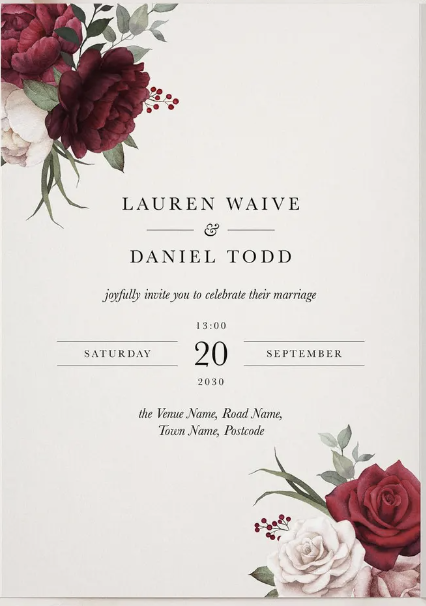 LAUREN WAIVE
&
DANIEL TODD
joyfully invite you to celebrate their marriage
13:00
SATURDAY 20 SEPTEMBER
2030
the Venue Name, Road Name,
Town Name, Postcode